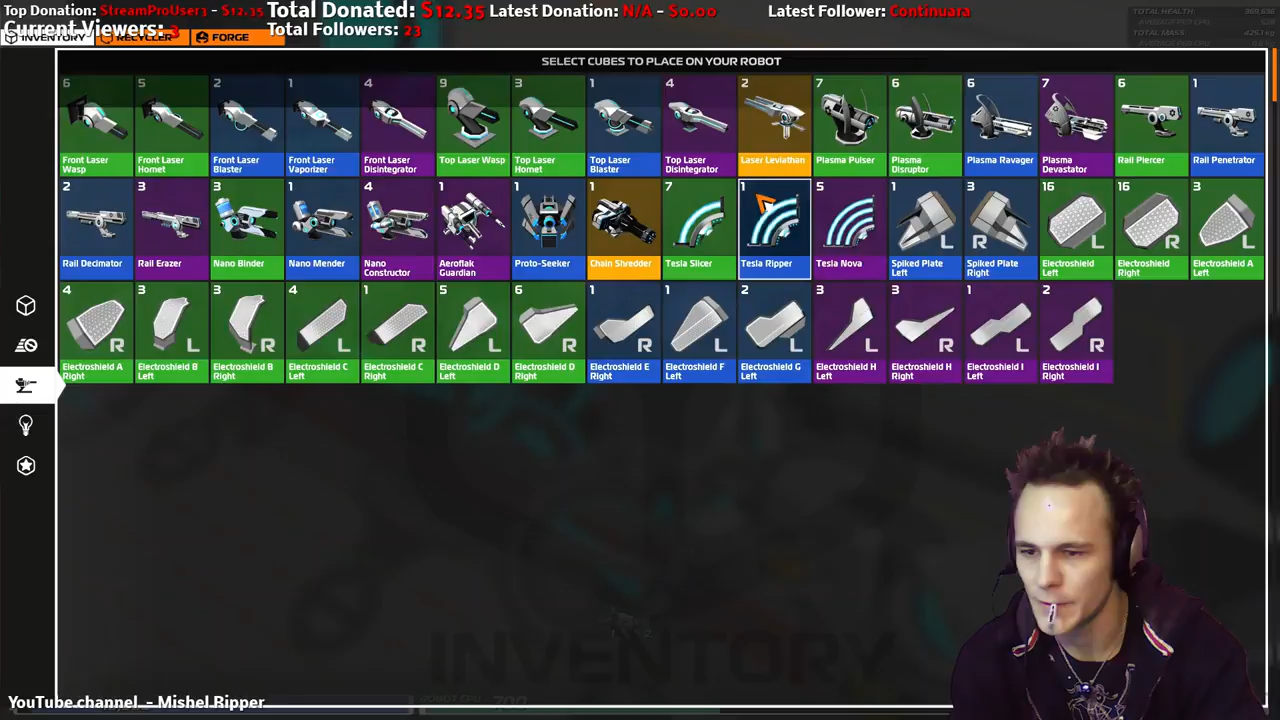 Top Donation: StreamProUser3 - $12.35 Total Donated: $12.35 Latest Donation: N/A - $0.00 Latest Follower: Continuara
Current Viewers: 3 Total Followers: 23
INVENTORY RECYCLER FORGE
TOTAL HEALTH:
TOTAL MASS:
SELECT CUBES TO PLACE ON YOUR ROBOT
6 5 2 1 4 9 3 1 4 2 7 6 6 7 6 1
Front Laser Wasp Front Laser Hornet Front Laser Blaster Front Laser Vaporizer Front Laser Disintegrator Top Laser Wasp Top Laser Hornet Top Laser Blaster Top Laser Disintegrator Laser Leviathan Plasma Pulser Plasma Disruptor Plasma Ravager Plasma Devastator Rail Piercer Rail Penetrator
2 3 3 1 4 1 1 1 7 1 5 1 3 16 16 3
L R L R L
Rail Decimator Rail Erazer Nano Binder Nano Mender Nano Constructor Aeroflak Guardian Proto-Seeker Chain Shredder Tesla Slicer Tesla Ripper Tesla Nova Spiked Plate Left Spiked Plate Right Electroshield Left Electroshield Right Electroshield A Left
4 3 3 4 1 5 6 1 1 2 3 3 1 2
R L R L R L R R L L L R L R
Electroshield A Right Electroshield B Left Electroshield B Right Electroshield C Left Electroshield C Right Electroshield D Left Electroshield D Right Electroshield E Right Electroshield F Left Electroshield G Left Electroshield H Left Electroshield H Right Electroshield I Left Electroshield I Right
INVENTORY
YouTube channel - Mishel Ripper
ROBOT CPU